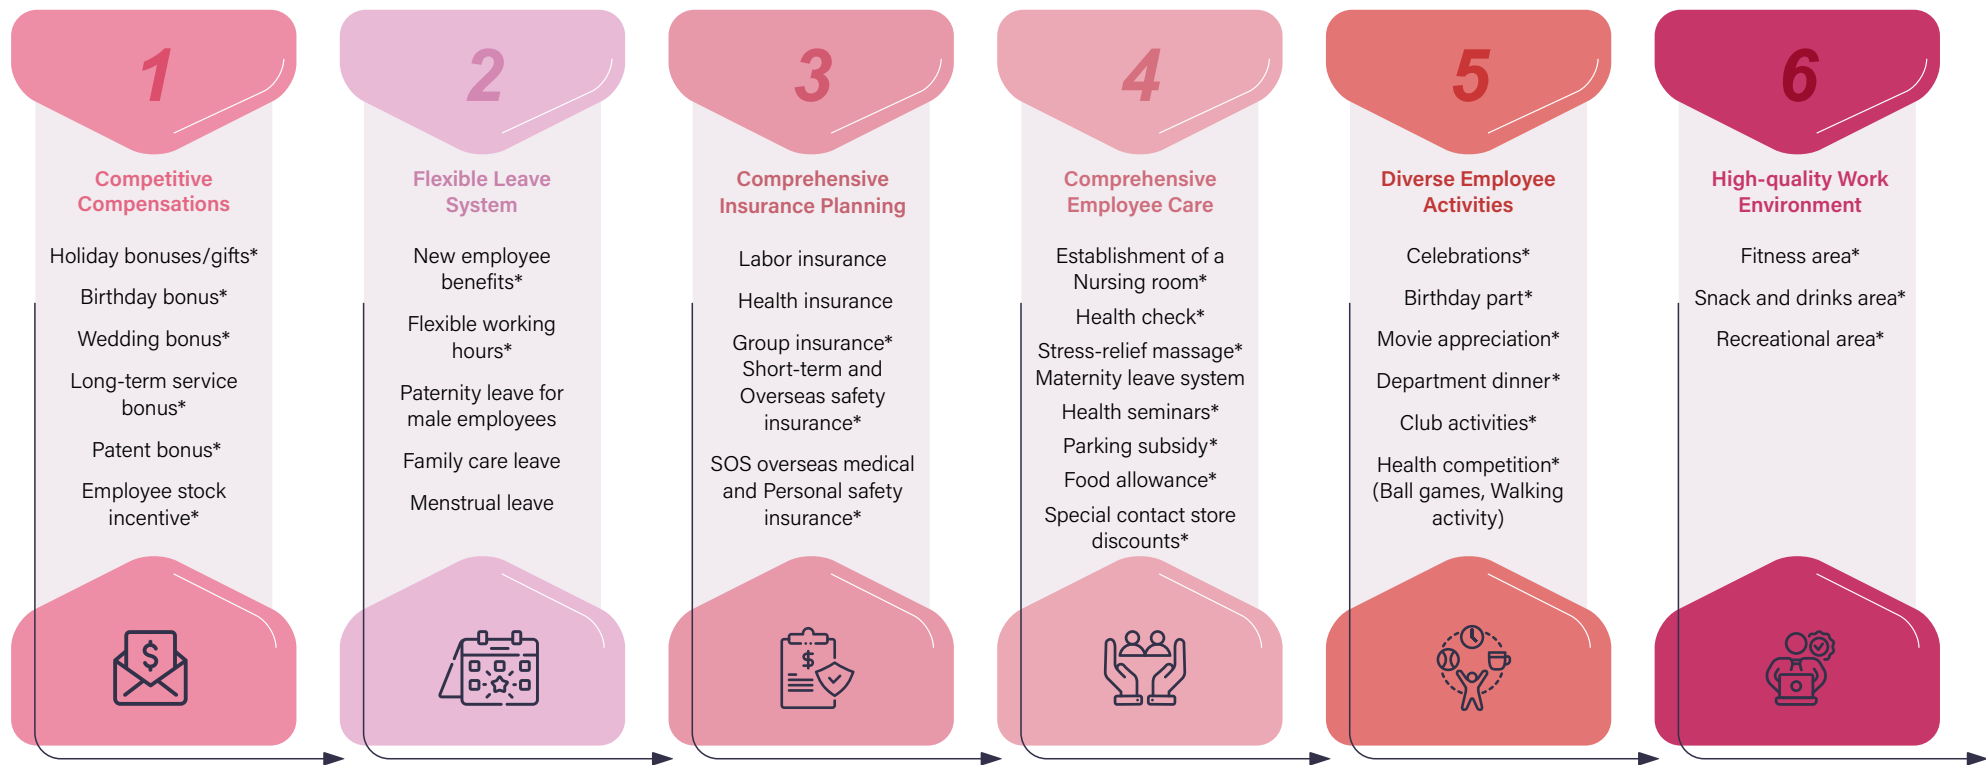 1
Competitive
Compensations
Holiday bonuses/gifts*
Birthday bonus*
Wedding bonus*
Long-term service
bonus*
Patent bonus*
Employee stock
incentive*
$
2
Flexible Leave
System
New employee
benefits*
Flexible working
hours*
Paternity leave for
male employees
Family care leave
Menstrual leave
3
Comprehensive
Insurance Planning
Labor insurance
Health insurance
Group insurance*
Short-term and
Overseas safety
insurance*
SOS overseas medical
and Personal safety
insurance*
$
4
Comprehensive
Employee Care
Establishment of a
Nursing room*
Health check*
Stress-relief massage*
Maternity leave system
Health seminars*
Parking subsidy*
Food allowance*
Special contact store
discounts*
5
Diverse Employee
Activities
Celebrations*
Birthday part*
Movie appreciation*
Department dinner*
Club activities*
Health competition*
(Ball games, Walking
activity)
6
High-quality Work
Environment
Fitness area*
Snack and drinks area*
Recreational area*